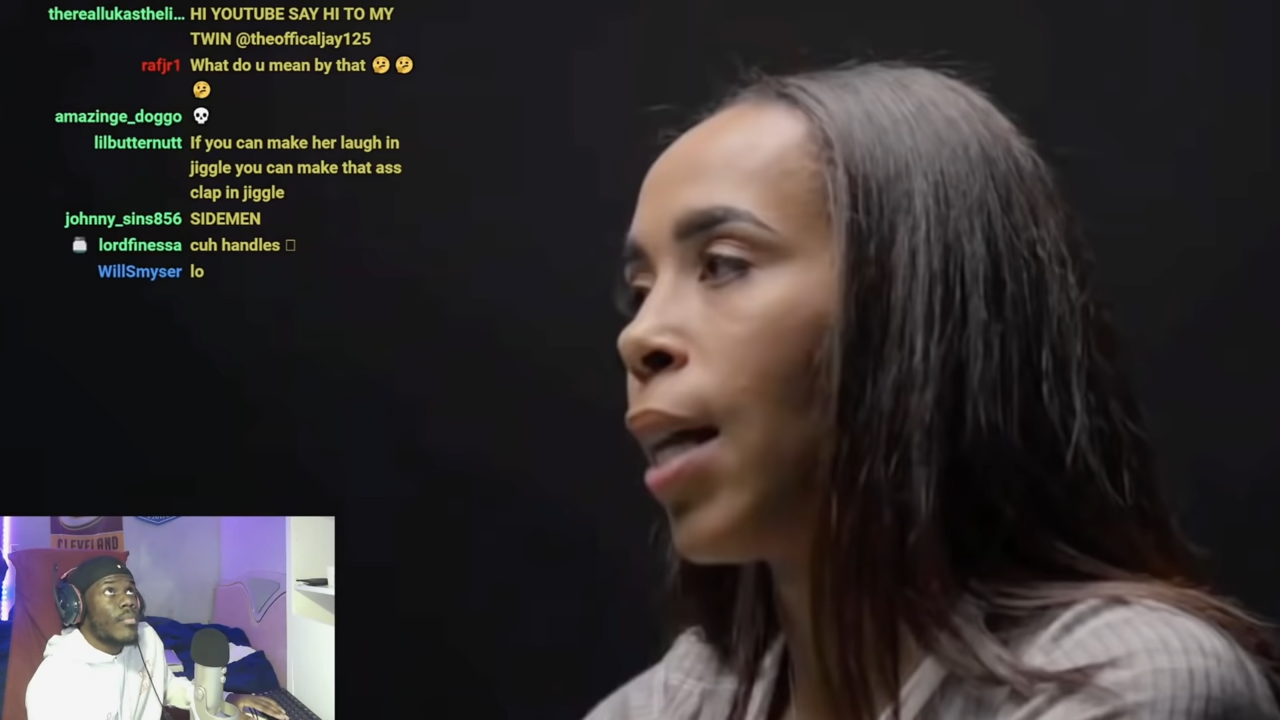 thereallukastheli... HI YOUTUBE SAY HI TO MY
TWIN @theofficaljay125
rafjr1 What do u mean by that 🤔 🤔
🤔
amazinge_doggo 💀
lilbutternutt If you can make her laugh in
jiggle you can make that ass
clap in jiggle
johnny_sins856 SIDEMEN
lordfinessa cuh handles
WillSmyser lo
CLEVELAND